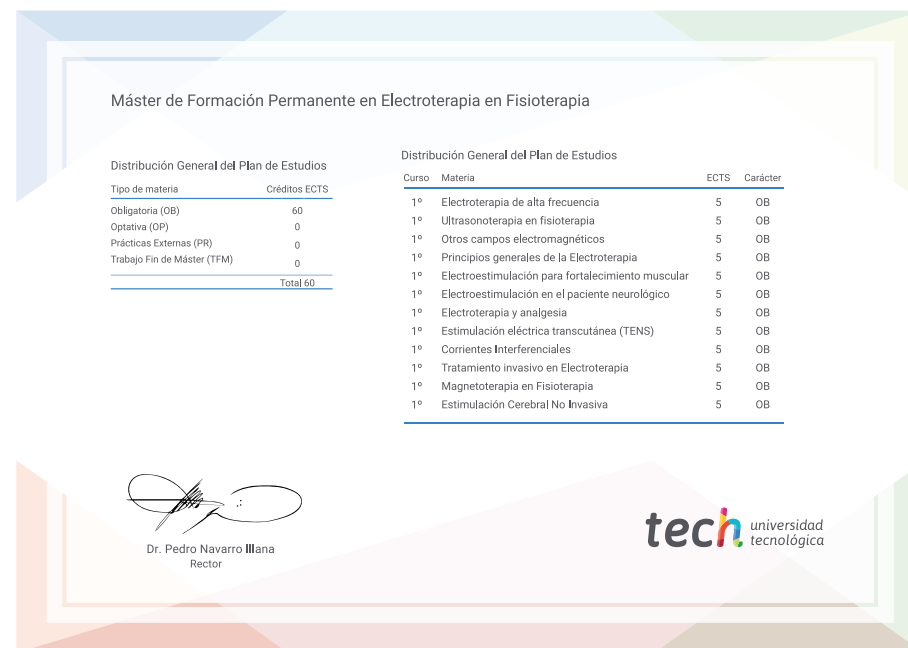 Máster de Formación Permanente en Electroterapia en Fisioterapia
Distribución General del Plan de Estudios
Tipo de materia Créditos ECTS
Obligatoria (OB) 60
Optativa (OP) 0
Prácticas Externas (PR) 0
Trabajo Fin de Máster (TFM) 0
Total 60
Distribución General del Plan de Estudios
Curso Materia ECTS Carácter
1º Electroterapia de alta frecuencia 5 OB
1º Ultrasonoterapia en fisioterapia 5 OB
1º Otros campos electromagnéticos 5 OB
1º Principios generales de la Electroterapia 5 OB
1º Electroestimulación para fortalecimiento muscular 5 OB
1º Electroestimulación en el paciente neurológico 5 OB
1º Electroterapia y analgesia 5 OB
1º Estimulación eléctrica transcutánea (TENS) 5 OB
1º Corrientes Interferenciales 5 OB
1º Tratamiento invasivo en Electroterapia 5 OB
1º Magnetoterapia en Fisioterapia 5 OB
1º Estimulación Cerebral No Invasiva 5 OB
Dr. Pedro Navarro Illana
Rector
tech universidad
tecnológica